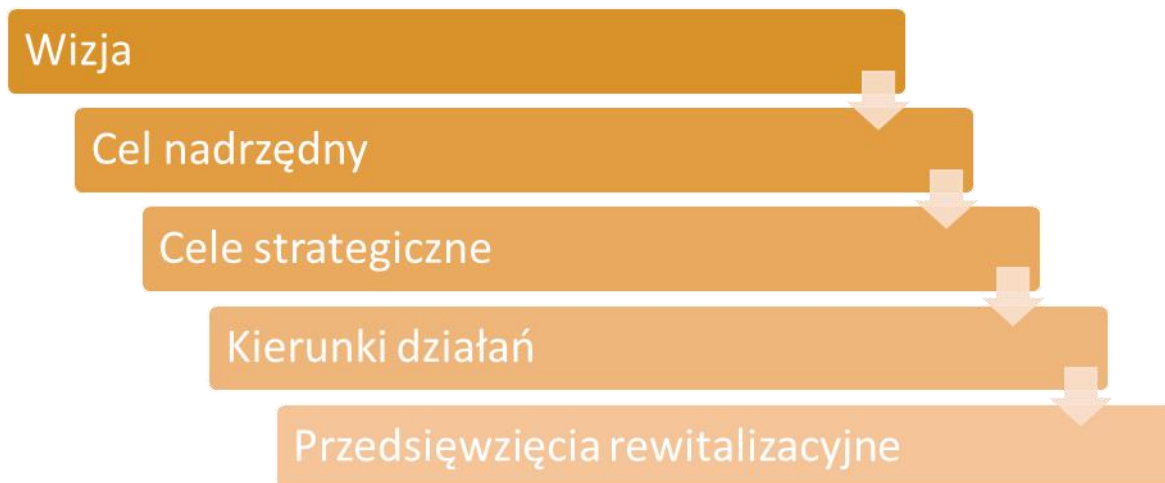 Wizja
Cel nadrzędny
Cele strategiczne
Kierunki działań
Przedsięwzięcia rewitalizacyjne